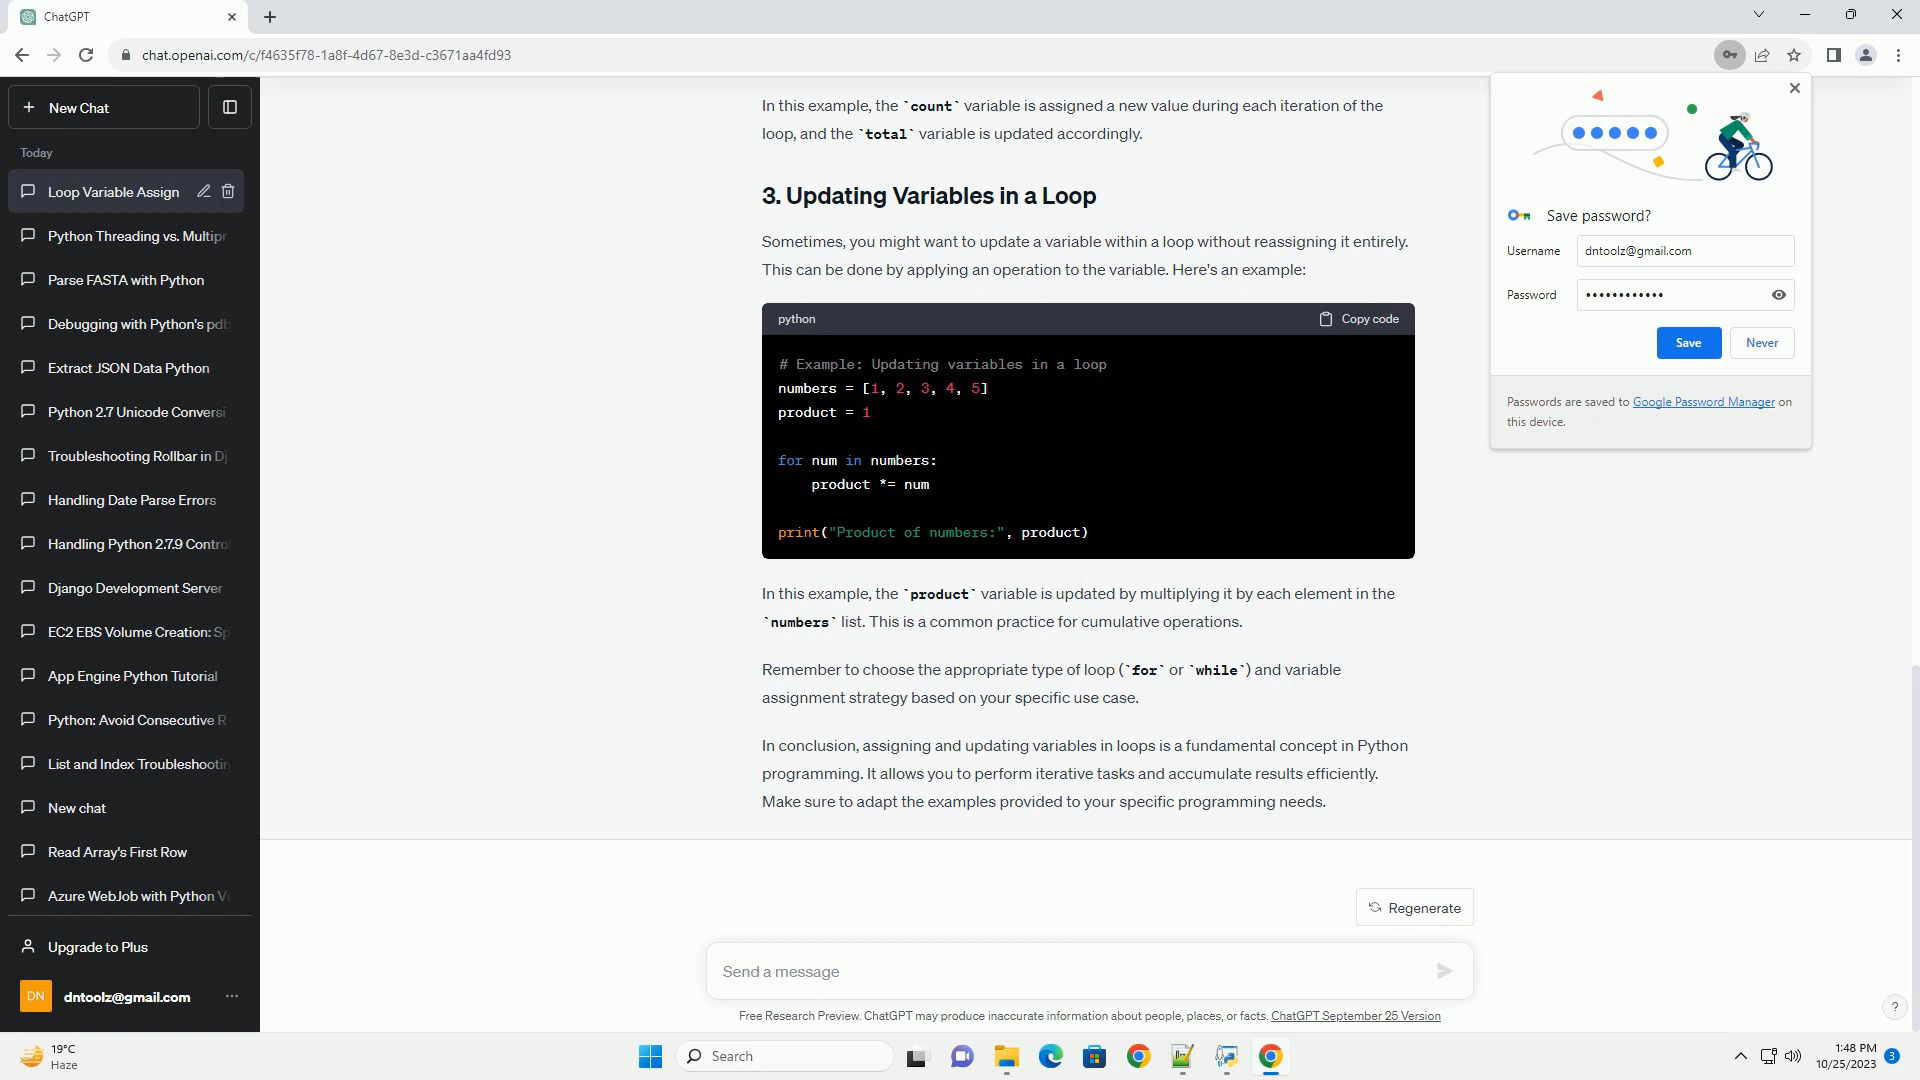 ChatGPT
chat.openai.com/c/f4635f78-1a8f-4d67-8e3d-c3671aa4fd93
New Chat
Today
Loop Variable Assign
Python Threading vs. Multipr
Parse FASTA with Python
Debugging with Python's pdb
Extract JSON Data Python
Python 2.7 Unicode Conversi
Troubleshooting Rollbar in Dj
Handling Date Parse Errors
Handling Python 2.7.9 Contro
Django Development Server
EC2 EBS Volume Creation: Sp
App Engine Python Tutorial
Python: Avoid Consecutive R
List and Index Troubleshootin
New chat
Read Array's First Row
Azure WebJob with Python Vi
Upgrade to Plus
DN
dntoolz@gmail.com
In this example, the `count` variable is assigned a new value during each iteration of the
loop, and the `total` variable is updated accordingly.
3. Updating Variables in a Loop
Sometimes, you might want to update a variable within a loop without reassigning it entirely.
This can be done by applying an operation to the variable. Here's an example:
python
Copy code
# Example: Updating variables in a loop
numbers = [1, 2, 3, 4, 5]
product = 1
for num in numbers:
product *= num
print("Product of numbers:", product)
In this example, the `product` variable is updated by multiplying it by each element in the
`numbers` list. This is a common practice for cumulative operations.
Remember to choose the appropriate type of loop (`for` or `while`) and variable
assignment strategy based on your specific use case.
In conclusion, assigning and updating variables in loops is a fundamental concept in Python
programming. It allows you to perform iterative tasks and accumulate results efficiently.
Make sure to adapt the examples provided to your specific programming needs.
Regenerate
Send a message
Free Research Preview. ChatGPT may produce inaccurate information about people, places, or facts. ChatGPT September 25 Version
?
Save password?
Username
dntoolz@gmail.com
Password
••••••••••••
Save
Never
Passwords are saved to Google Password Manager on
this device.
19°C
Haze
Search
1:48 PM
10/25/2023
3